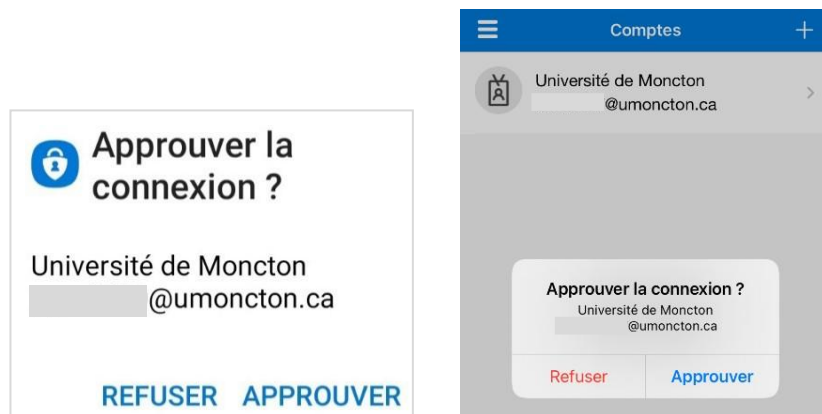 Approuver la
connexion ?
Université de Moncton
@umoncton.ca
REFUSER APPROUVER
Comptes
Université de Moncton
@umoncton.ca
Approuver la connexion ?
Université de Moncton
@umoncton.ca
Refuser Approuver